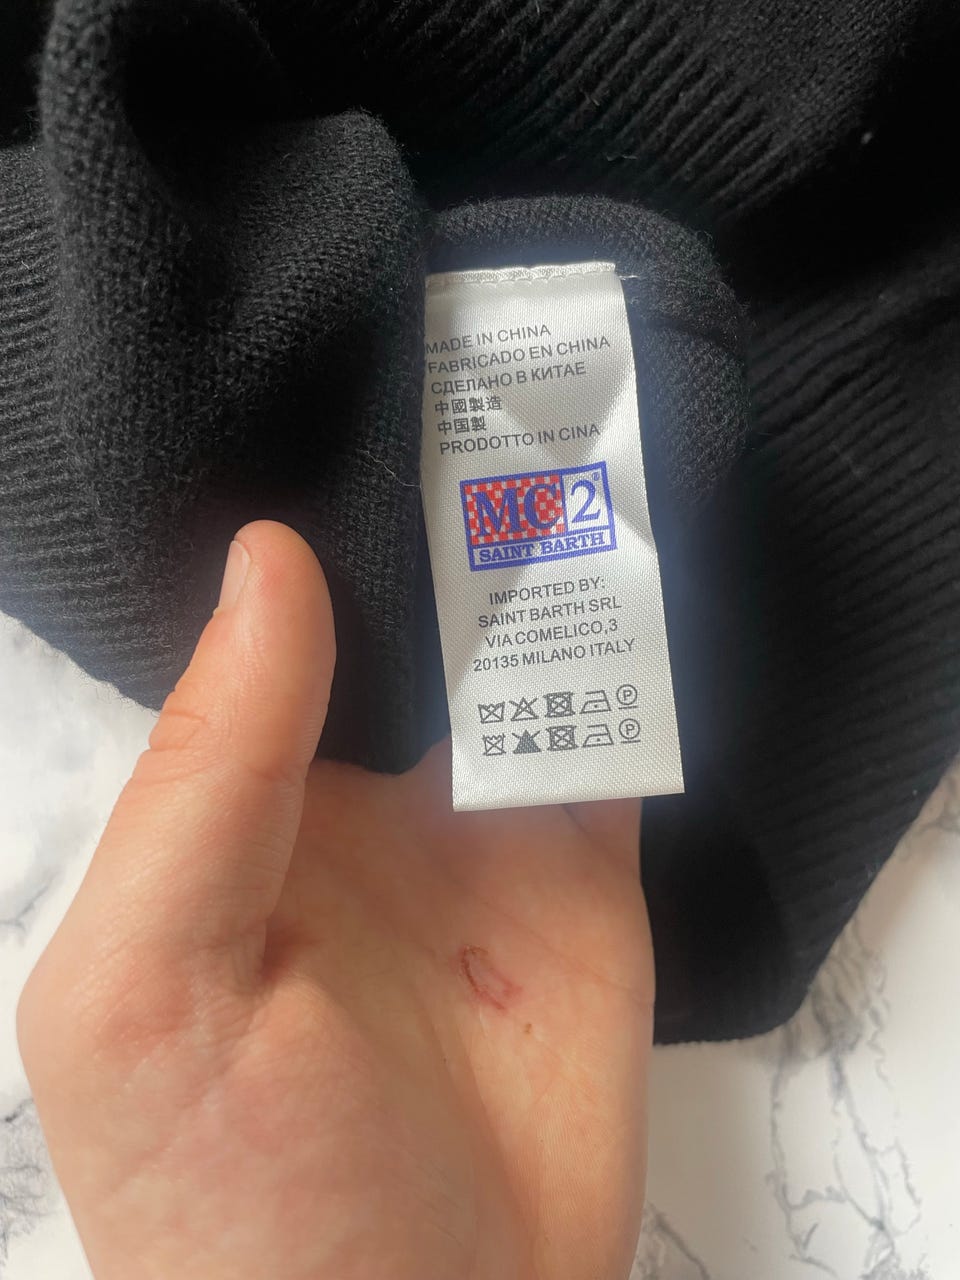 MADE IN CHINA
FABRICADO EN CHINA
СДЕЛАНО В КИТАЕ
中國製造
中国製
PRODOTTO IN CINA
MC2®
SAINT BARTH
IMPORTED BY:
SAINT BARTH SRL
VIA COMELICO,3
20135 MILANO ITALY
P
P